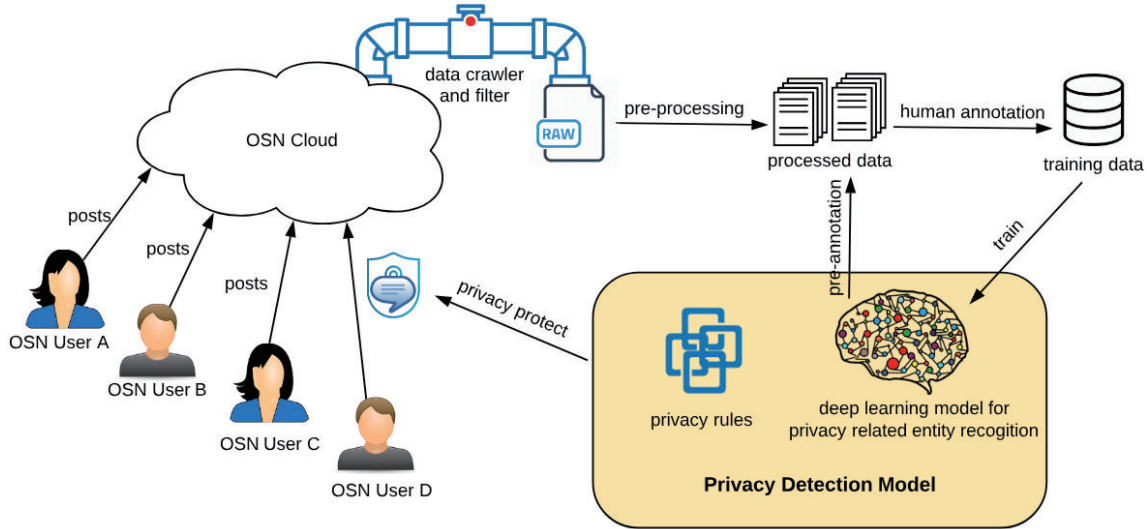 data crawler
and filter
OSN Cloud
RAW
pre-processing
processed data
human annotation
training data
posts
posts
posts
OSN User A
OSN User B
OSN User C
OSN User D
privacy protect
pre-annotation
train
privacy rules
deep learning model for
privacy related entity recogition
Privacy Detection Model